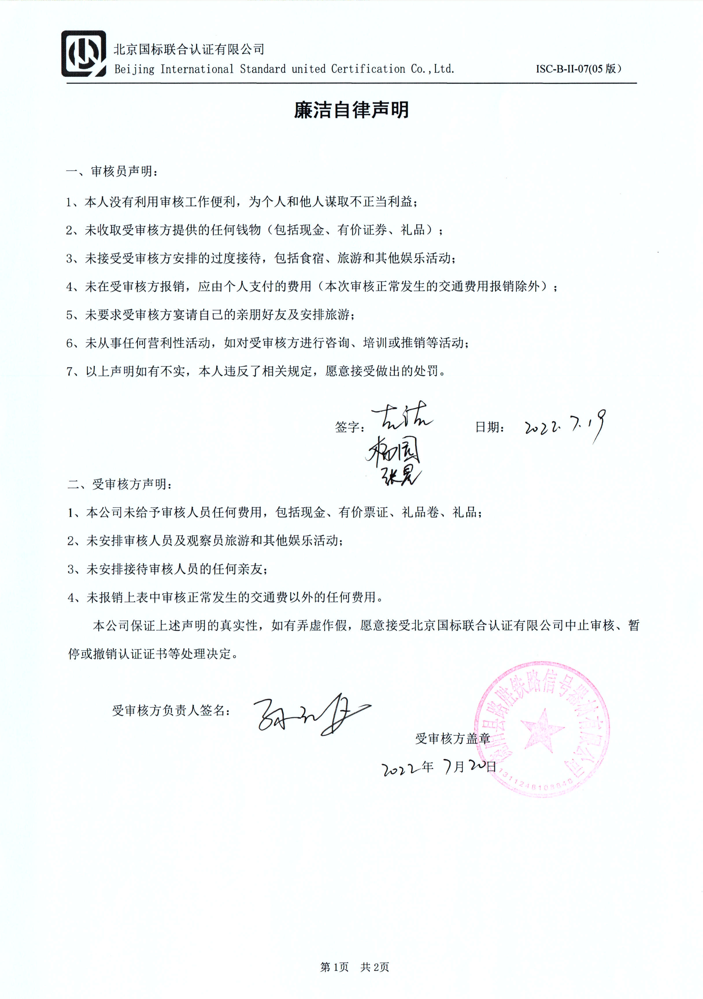 北京国标联合认证有限公司
Beijing International Standard united Certification Co.,Ltd.
ISC-B-II-07(05 版)
廉洁自律声明
一、审核员声明：
1、本人没有利用审核工作便利，为个人和他人谋取不正当利益；
2、未收取受审核方提供的任何钱物（包括现金、有价证券、礼品）；
3、未接受受审核方安排的过度接待，包括食宿、旅游和其他娱乐活动；
4、未在受审核方报销，应由个人支付的费用（本次审核正常发生的交通费用报销除外）；
5、未要求受审核方宴请自己的亲朋好友及安排旅游；
6、未从事任何营利性活动，如对受审核方进行咨询、培训或推销等活动；
7、以上声明如有不实，本人违反了相关规定，愿意接受做出的处罚。
签字： 日期： 2022.7.19
杨园
张晃
二、受审核方声明：
1、本公司未给予审核人员任何费用，包括现金、有价票证、礼品卷、礼品；
2、未安排审核人员及观察员旅游和其他娱乐活动；
3、未安排接待审核人员的任何亲友；
4、未报销上表中审核正常发生的交通费以外的任何费用。
本公司保证上述声明的真实性，如有弄虚作假，愿意接受北京国标联合认证有限公司中止审核、暂
停或撤销认证证书等处理决定。
受审核方负责人签名：
受审核方盖章
2022年 7月20日
饶阳县路胜铁路信号器材有限公司
1311248108848
第1页 共2页